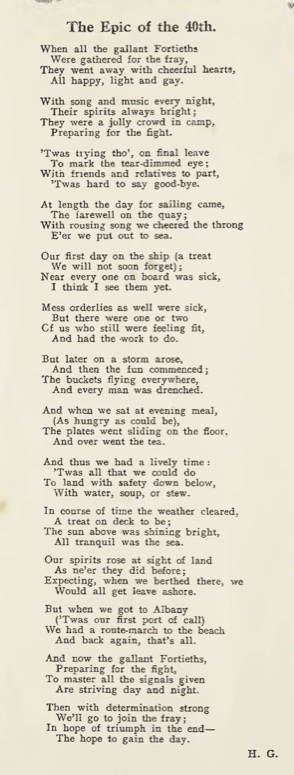 The Epic of the 40th.
When all the gallant Fortieths
Were gathered for the fray,
They went away with cheerful hearts,
All happy, light and gay.
With song and music every night,
Their spirits always bright;
They were a jolly crowd in camp,
Preparing for the fight.
'Twas trying tho', on final leave
To mark the tear-dimmed eye;
With friends and relatives to part,
'Twas hard to say good-bye.
At length the day for sailing came,
The farewell on the quay;
With rousing song we cheered the throng
E'er we put out to sea.
Our first day on the ship (a treat
We will not soon forget);
Near every one on board was sick,
I think I see them yet.
Mess orderlies as well were sick,
But there were one or two
Of us who still were feeling fit,
And had the work to do.
But later on a storm arose,
And then the fun commenced;
The buckets flying everywhere,
And every man was drenched.
And when we sat at evening meal,
(As hungry as could be),
The plates went sliding on the floor,
And over went the tea.
And thus we had a lively time:
'Twas all that we could do
To land with safety down below,
With water, soup, or stew.
In course of time the weather cleared,
A treat on deck to be;
The sun above was shining bright,
All tranquil was the sea.
Our spirits rose at sight of land
As ne'er they did before;
Expecting, when we berthed there, we
Would all get leave ashore.
But when we got to Albany
('Twas our first port of call)
We had a route-march to the beach
And back again, that's all.
And now the gallant Fortieths,
Preparing for the fight,
To master all the signals given
Are striving day and night.
Then with determination strong
We'll go to join the fray;
In hope of triumph in the end—
The hope to gain the day.
H. G.